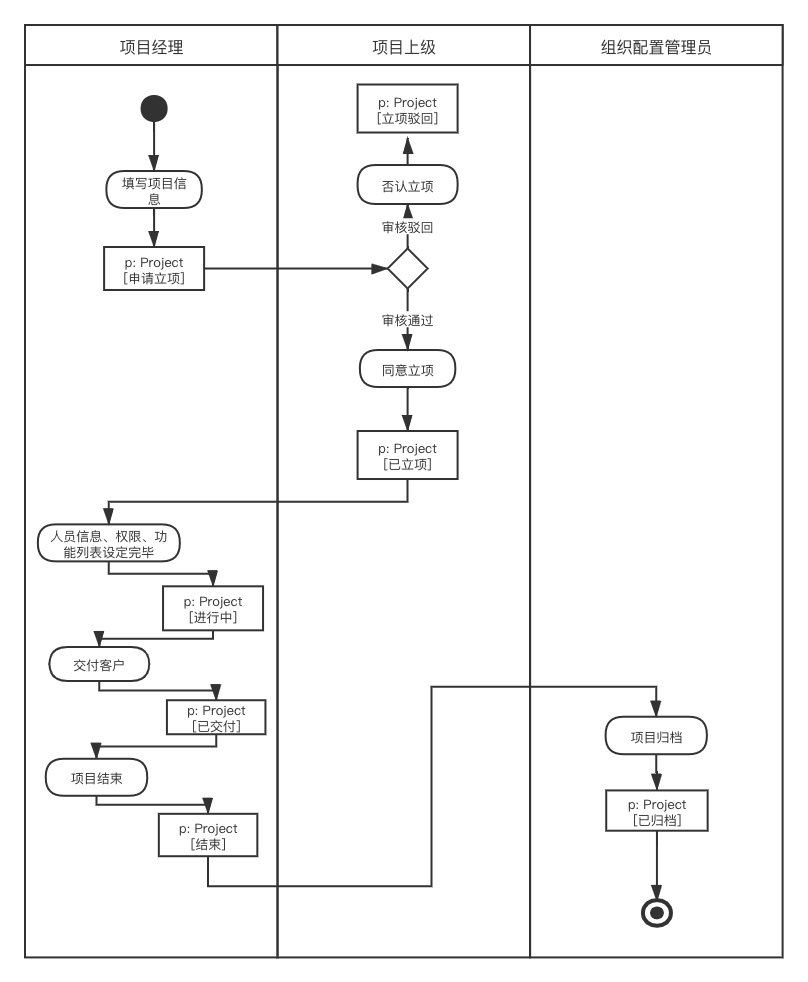 项目经理
项目上级
组织配置管理员
填写项目信
息
p: Project
[申请立项]
p: Project
[立项驳回]
否认立项
审核驳回
审核通过
同意立项
p: Project
[已立项]
人员信息、权限、功
能列表设定完毕
p: Project
[进行中]
交付客户
p: Project
[已交付]
项目结束
p: Project
[结束]
项目归档
p: Project
[已归档]